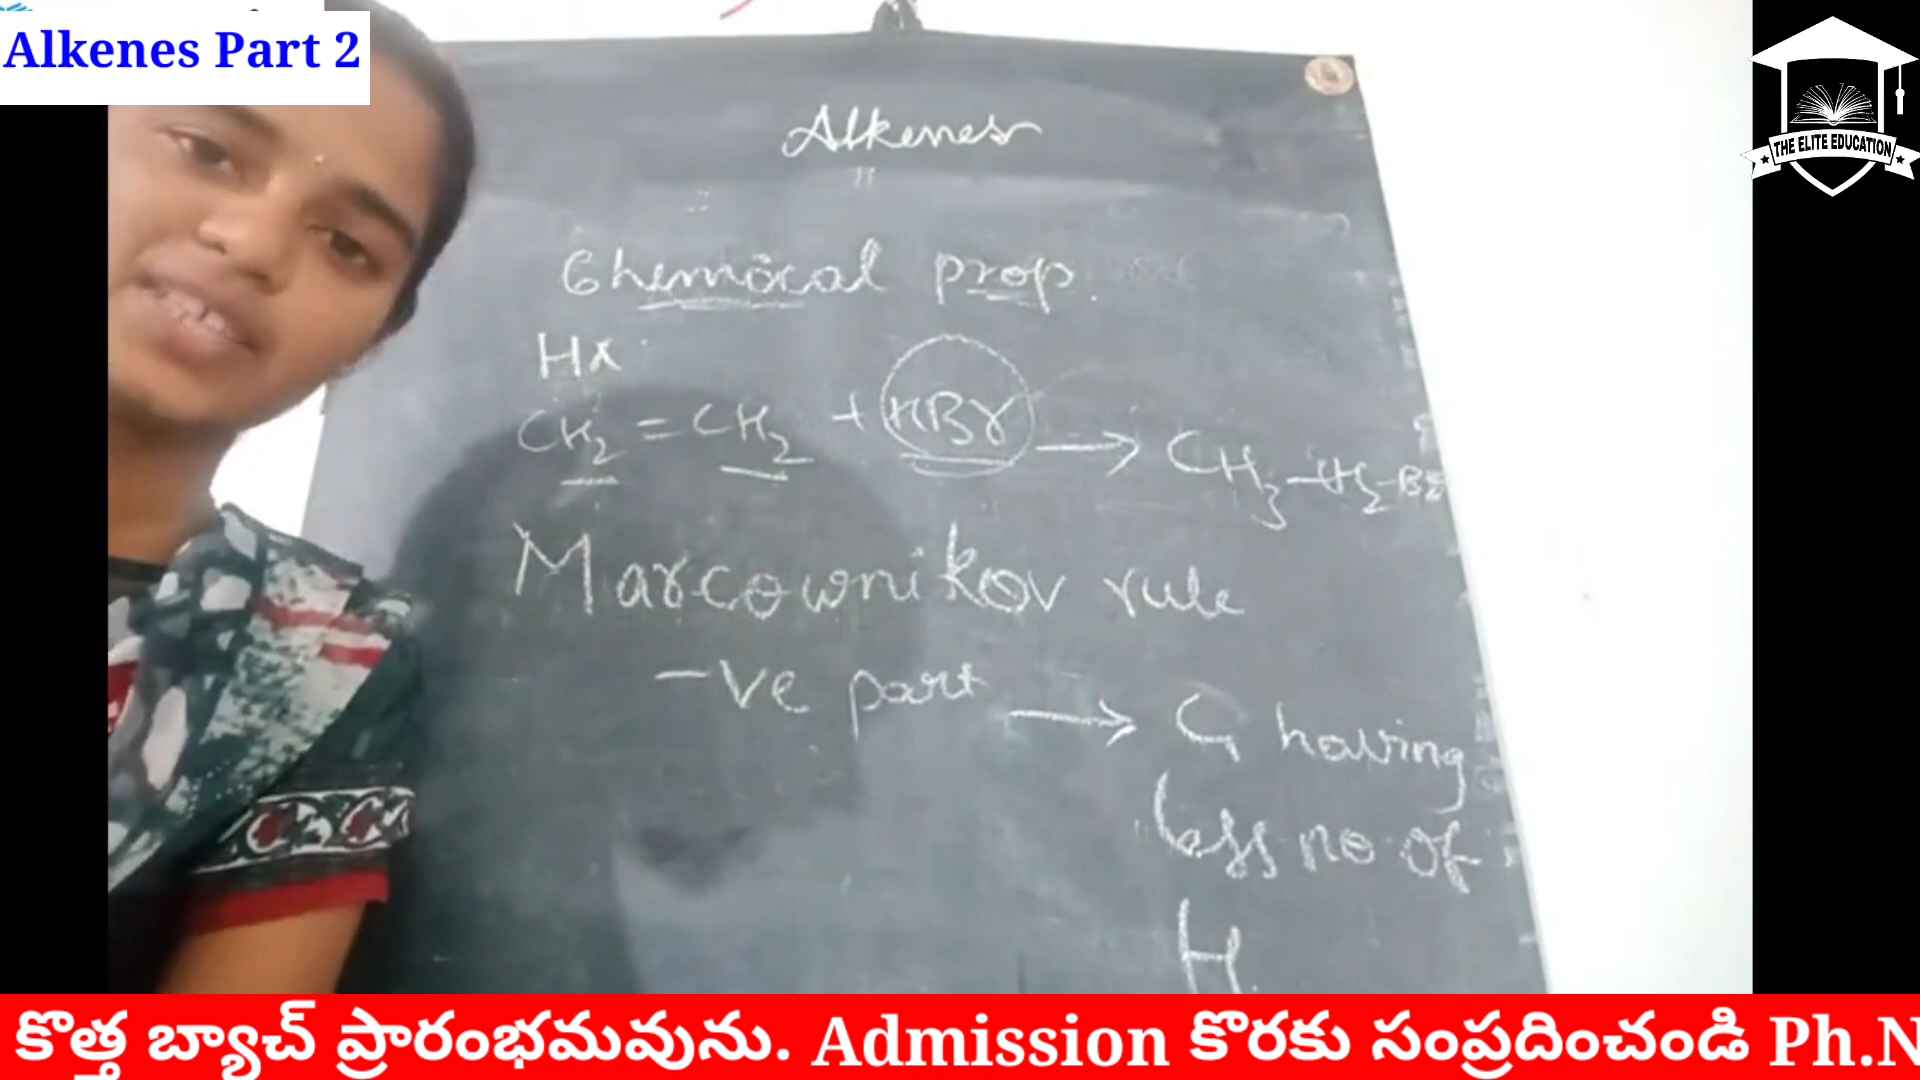 Alkenes Part 2
THE ELITE EDUCATION
Alkenes
Chemical prop.
HX
CH2 = CH2 + HBr → CH3-CH2-Br
Marcownikov rule
-ve part → C having
less no of
H
కొత్త బ్యాచ్ ప్రారంభమవును. Admission కొరకు సంప్రదించండి Ph.N